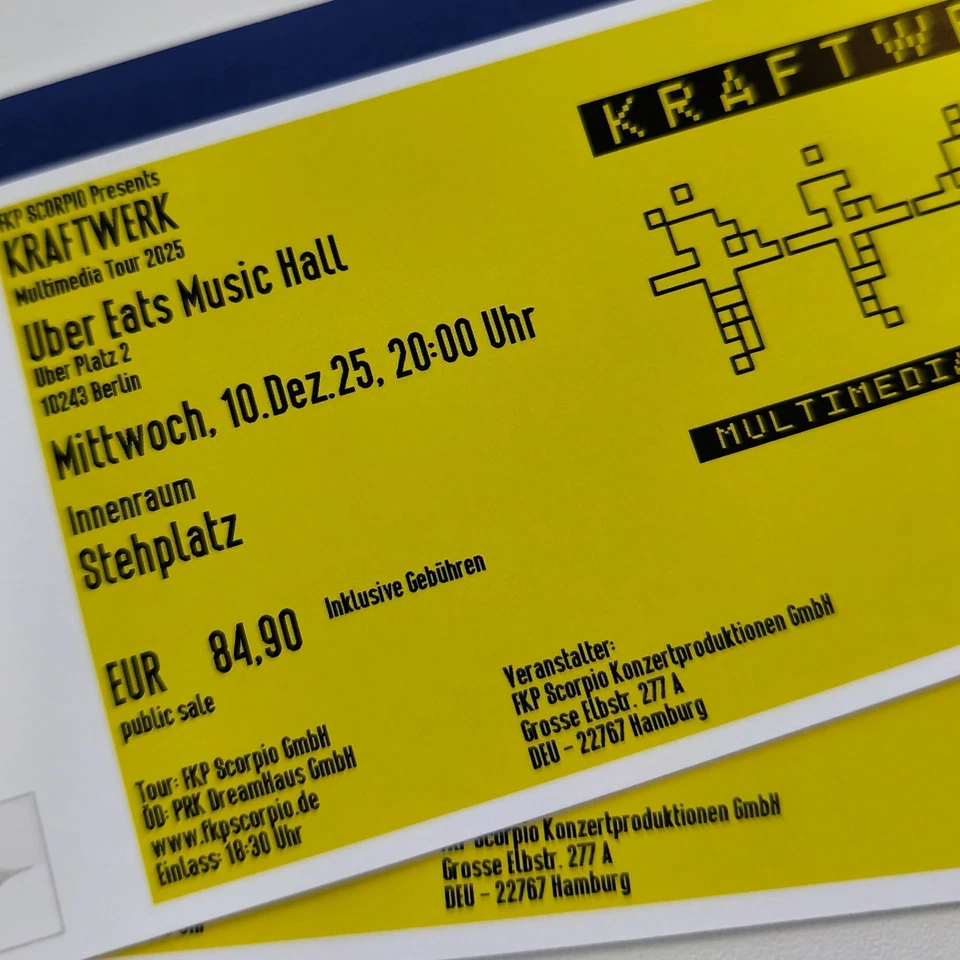 FKP SCORPIO Presents
KRAFTWERK
Multimedia Tour 2025
Uber Eats Music Hall
Uber Platz 2
10243 Berlin
Mittwoch, 10.Dez.25, 20:00 Uhr
Innenraum
Stehplatz
EUR 84,90 Inklusive Gebühren
public sale
Tour: FKP Scorpio GmbH
ÖD: PRK DreamHaus GmbH
www.fkpscorpio.de
Einlass: 18:30 Uhr
Veranstalter:
FKP Scorpio Konzertproduktionen GmbH
Grosse Elbstr. 277 A
DEU - 22767 Hamburg
KRAFTWE
MULTIMEDIA
FKP Scorpio Konzertproduktionen GmbH
Grosse Elbstr. 277 A
DEU - 22767 Hamburg